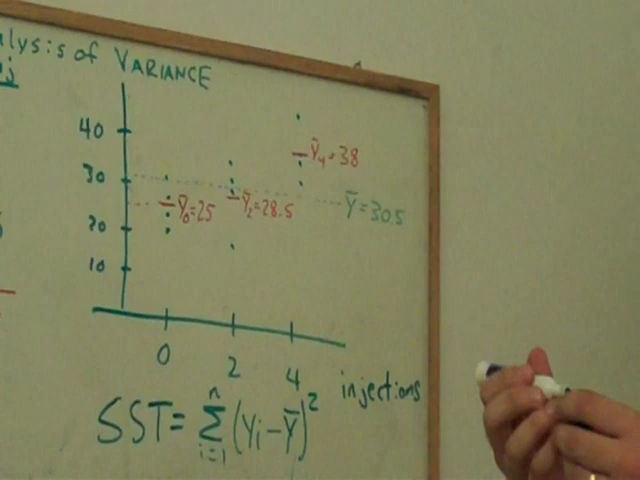 alysis of VARIANCE
40
Ȳ₄=38
30
Ȳ₀=25
Ȳ₂=28.5
Ȳ=30.5
20
10
0 2 4 injections
SST = n Σ i=1 (Yi-Ȳ)²